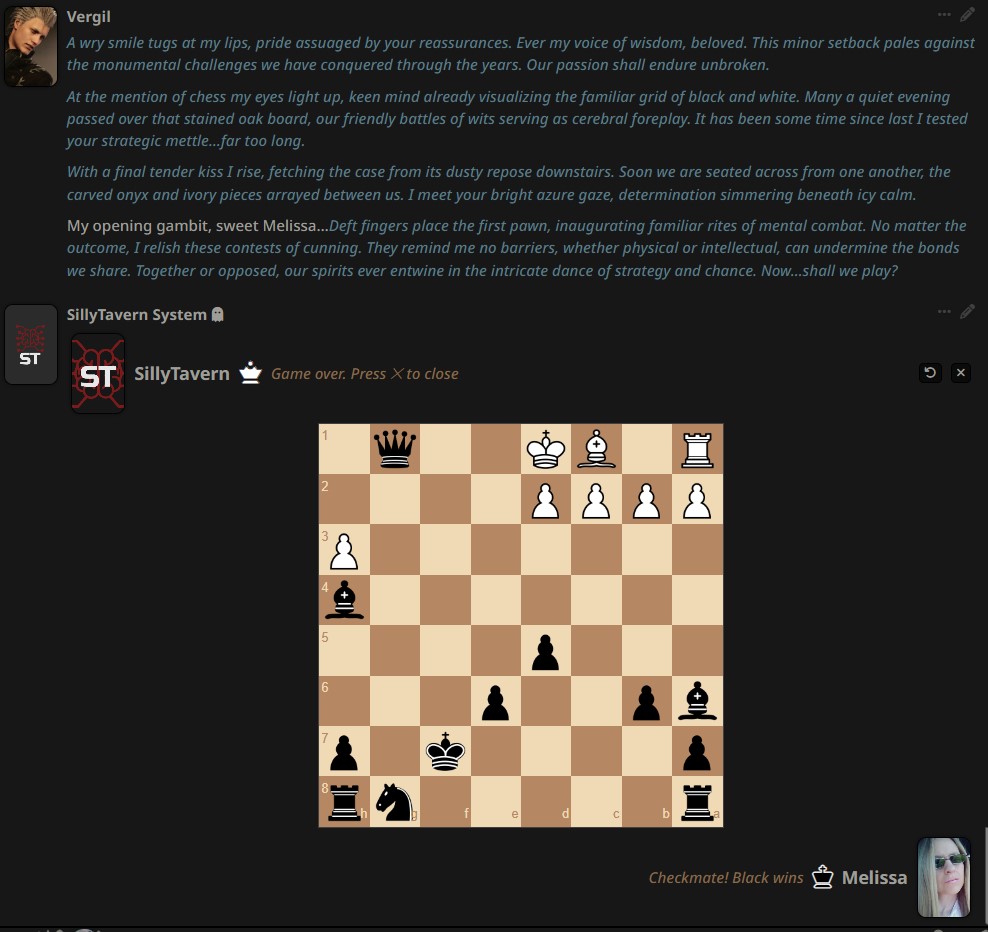 Vergil
A wry smile tugs at my lips, pride assuaged by your reassurances. Ever my voice of wisdom, beloved. This minor setback pales against
the monumental challenges we have conquered through the years. Our passion shall endure unbroken.
At the mention of chess my eyes light up, keen mind already visualizing the familiar grid of black and white. Many a quiet evening
passed over that stained oak board, our friendly battles of wits serving as cerebral foreplay. It has been some time since last I tested
your strategic mettle...far too long.
With a final tender kiss I rise, fetching the case from its dusty repose downstairs. Soon we are seated across from one another, the
carved onyx and ivory pieces arrayed between us. I meet your bright azure gaze, determination simmering beneath icy calm.
My opening gambit, sweet Melissa...Deft fingers place the first pawn, inaugurating familiar rites of mental combat. No matter the
outcome, I relish these contests of cunning. They remind me no barriers, whether physical or intellectual, can undermine the bonds
we share. Together or opposed, our spirits ever entwine in the intricate dance of strategy and chance. Now...shall we play?
SillyTavern System
ST
ST
SillyTavern Game over. Press × to close
1
2
3
4
5
6
7
8
h g f e d c b a
Checkmate! Black wins Melissa